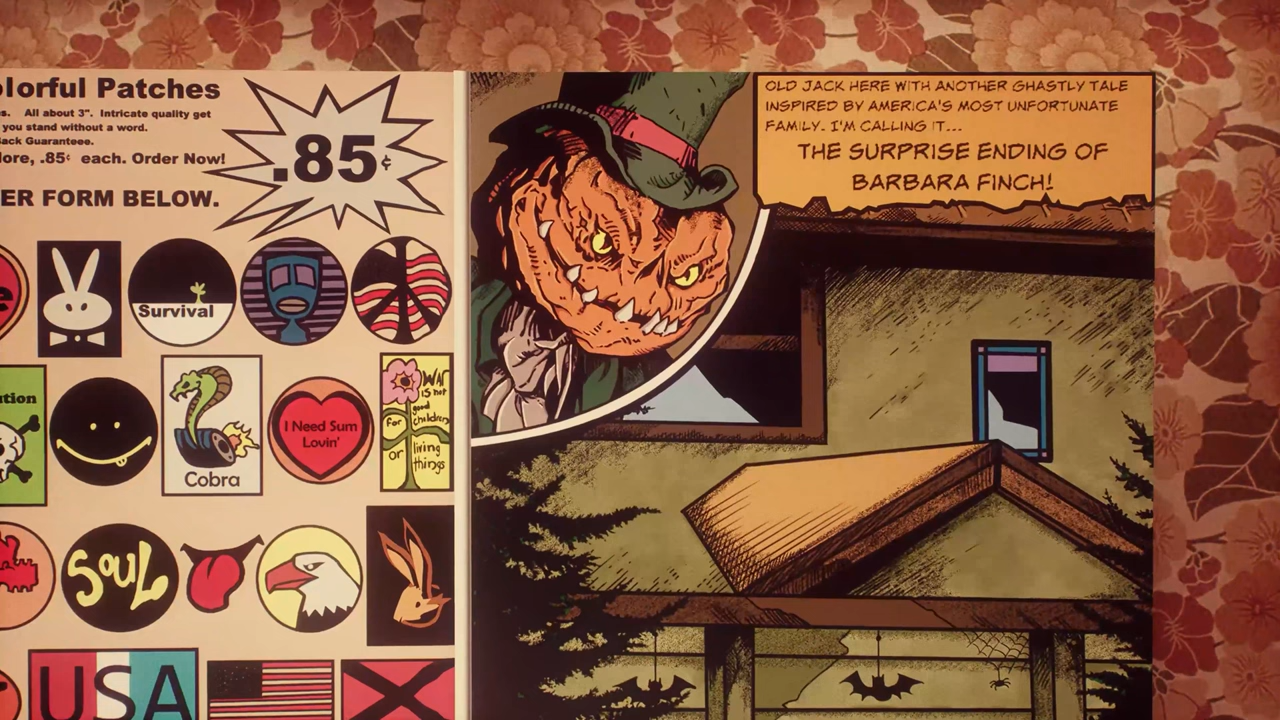 olorful Patches
s. All about 3". Intricate quality get
you stand without a word.
Back Guarantee.
ore, .85¢ each. Order Now!
ER FORM BELOW.
.85¢
Survival
tion
Cobra
I Need Sum
Lovin'
WAR
is not
good
for children
or living
things
SOUL
USA
OLD JACK HERE WITH ANOTHER GHASTLY TALE
INSPIRED BY AMERICA'S MOST UNFORTUNATE
FAMILY. I'M CALLING IT...
THE SURPRISE ENDING OF
BARBARA FINCH!